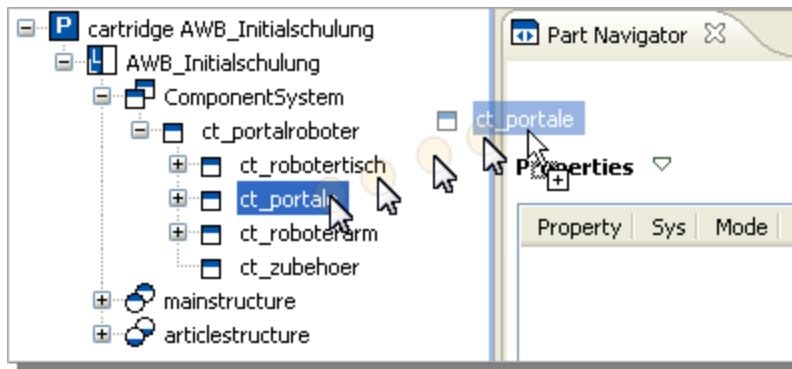 cartridge AWB_Initialschulung
AWB_Initialschulung
ComponentSystem
ct_portalroboter
ct_robotertisch
ct_portale
ct_roboterarm
ct_zubehoer
mainstructure
articlestructure
Part Navigator
ct_portale
Properties
Property Sys Mode